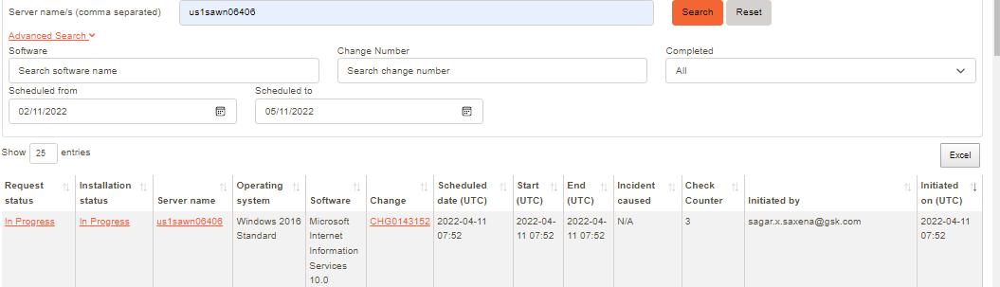 Server name/s (comma separated) us1sawn06406 Search Reset
Advanced Search
Software Change Number Completed
Search software name Search change number All
Scheduled from Scheduled to
02/11/2022 05/11/2022
Show 25 entries Excel
Request status Installation status Server name Operating system Software Change Scheduled date (UTC) Start (UTC) End (UTC) Incident caused Check Counter Initiated by Initiated on (UTC)
In Progress In Progress us1sawn06406 Windows 2016 Standard Microsoft Internet Information Services 10.0 CHG0143152 2022-04-11 07:52 2022-04-11 07:52 2022-04-11 07:52 N/A 3 sagar.x.saxena@gsk.com 2022-04-11 07:52